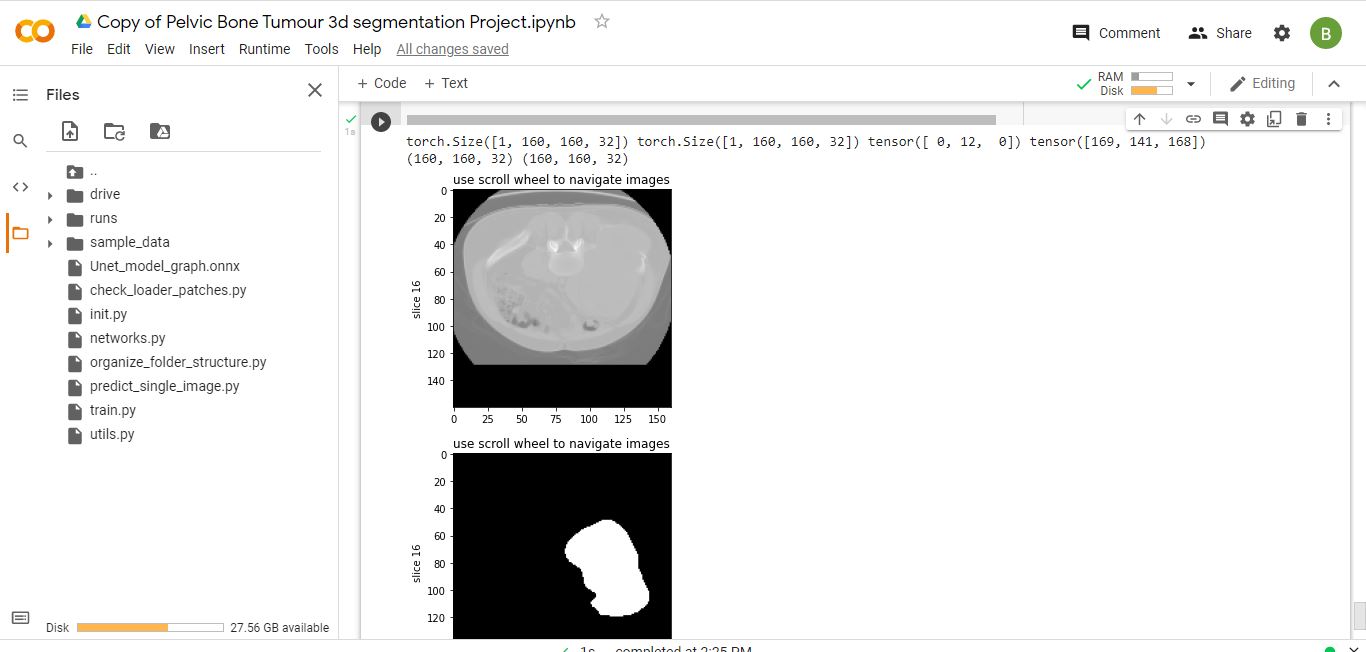 Copy of Pelvic Bone Tumour 3d segmentation Project.ipynb
File Edit View Insert Runtime Tools Help All changes saved
Comment Share B
Files
+ Code + Text
RAM
Disk
Editing
1s
..
drive
runs
sample_data
Unet_model_graph.onnx
check_loader_patches.py
init.py
networks.py
organize_folder_structure.py
predict_single_image.py
train.py
utils.py
Disk 27.56 GB available
torch.Size([1, 160, 160, 32]) torch.Size([1, 160, 160, 32]) tensor([ 0, 12,  0]) tensor([169, 141, 168])
(160, 160, 32) (160, 160, 32)
use scroll wheel to navigate images
0
20
40
60
80
100
120
140
slice 16
0 25 50 75 100 125 150
use scroll wheel to navigate images
0
20
40
60
80
100
120
slice 16
1s completed at 2:25 PM